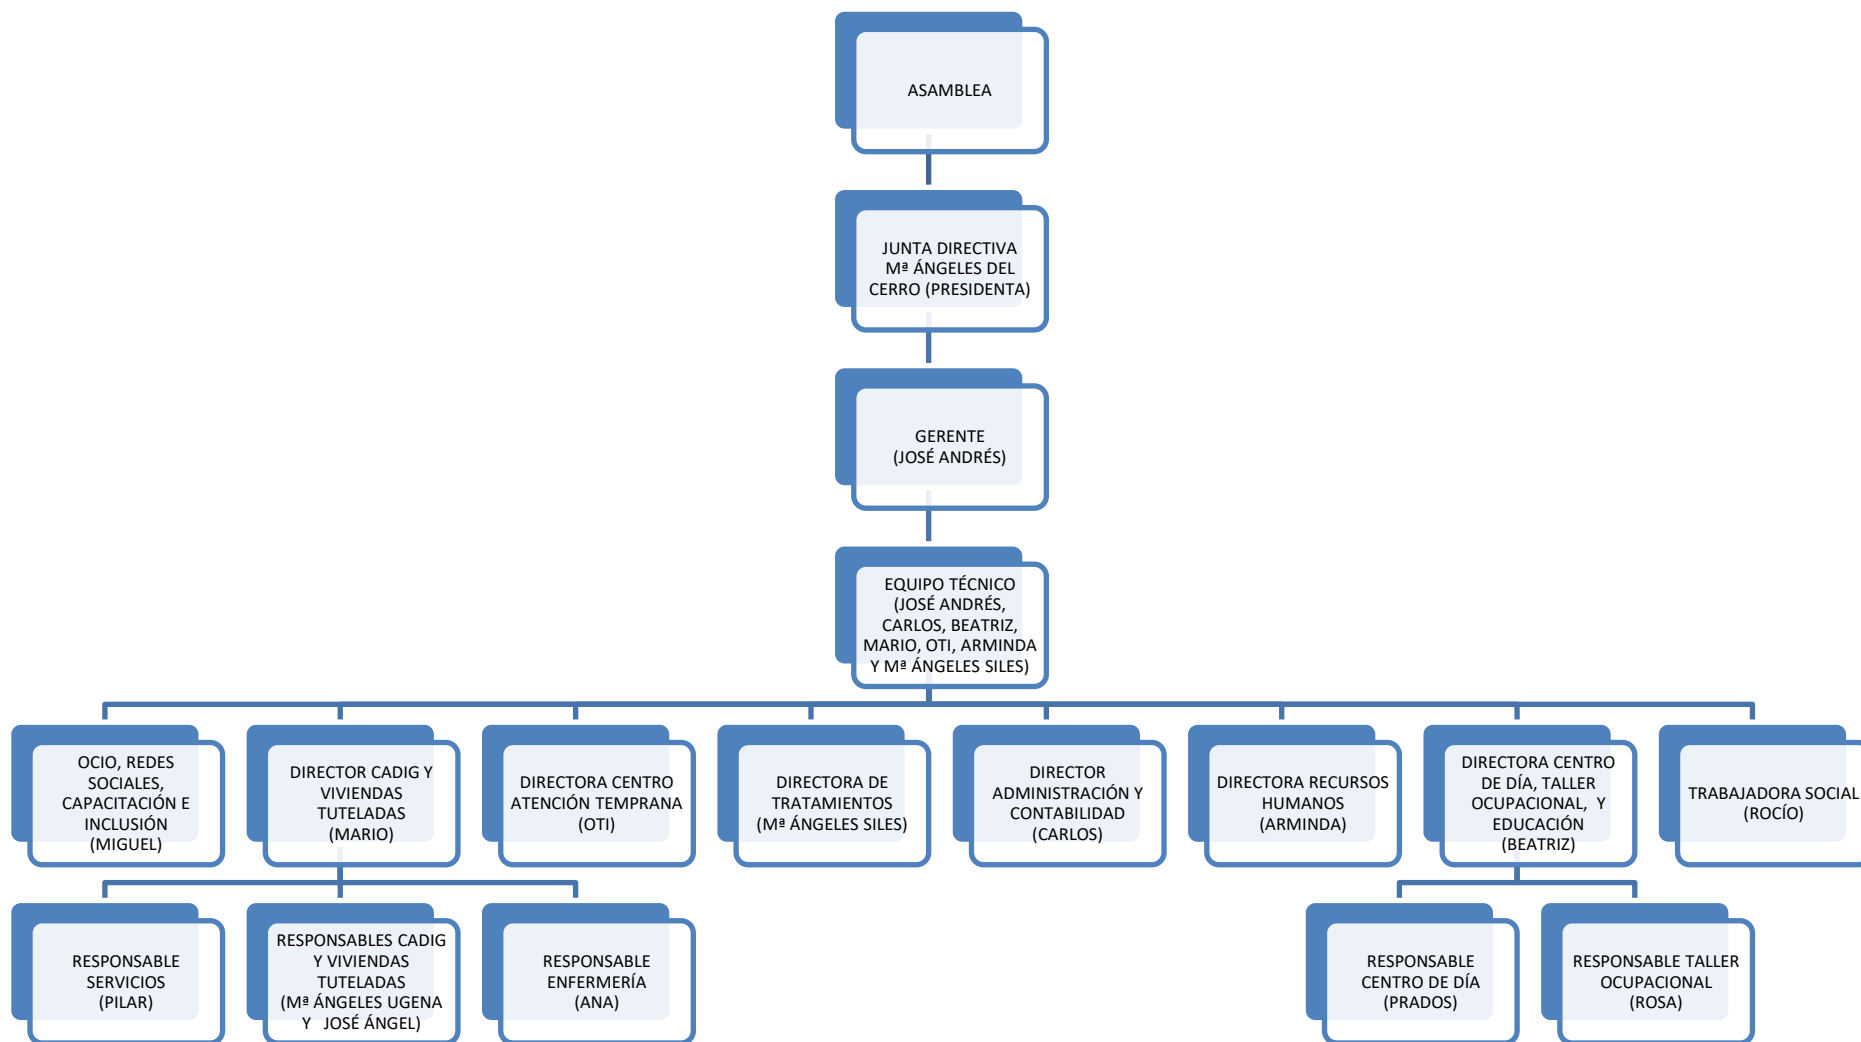 ASAMBLEA
JUNTA DIRECTIVA
Mª ÁNGELES DEL
CERRO (PRESIDENTA)
GERENTE
(JOSÉ ANDRÉS)
EQUIPO TÉCNICO
(JOSÉ ANDRÉS,
CARLOS, BEATRIZ,
MARIO, OTI, ARMINDA
Y Mª ÁNGELES SILES)
OCIO, REDES
SOCIALES,
CAPACITACIÓN E
INCLUSIÓN
(MIGUEL)
DIRECTOR CADIG Y
VIVIENDAS
TUTELADAS
(MARIO)
DIRECTORA CENTRO
ATENCIÓN TEMPRANA
(OTI)
DIRECTORA DE
TRATAMIENTOS
(Mª ÁNGELES SILES)
DIRECTOR
ADMINISTRACIÓN Y
CONTABILIDAD
(CARLOS)
DIRECTORA RECURSOS
HUMANOS
(ARMINDA)
DIRECTORA CENTRO
DE DÍA, TALLER
OCUPACIONAL, Y
EDUCACIÓN
(BEATRIZ)
TRABAJADORA SOCIAL
(ROCÍO)
RESPONSABLE
SERVICIOS
(PILAR)
RESPONSABLES CADIG
Y VIVIENDAS
TUTELADAS
(Mª ÁNGELES UGENA
Y JOSÉ ÁNGEL)
RESPONSABLE
ENFERMERÍA
(ANA)
RESPONSABLE
CENTRO DE DÍA
(PRADOS)
RESPONSABLE TALLER
OCUPACIONAL
(ROSA)